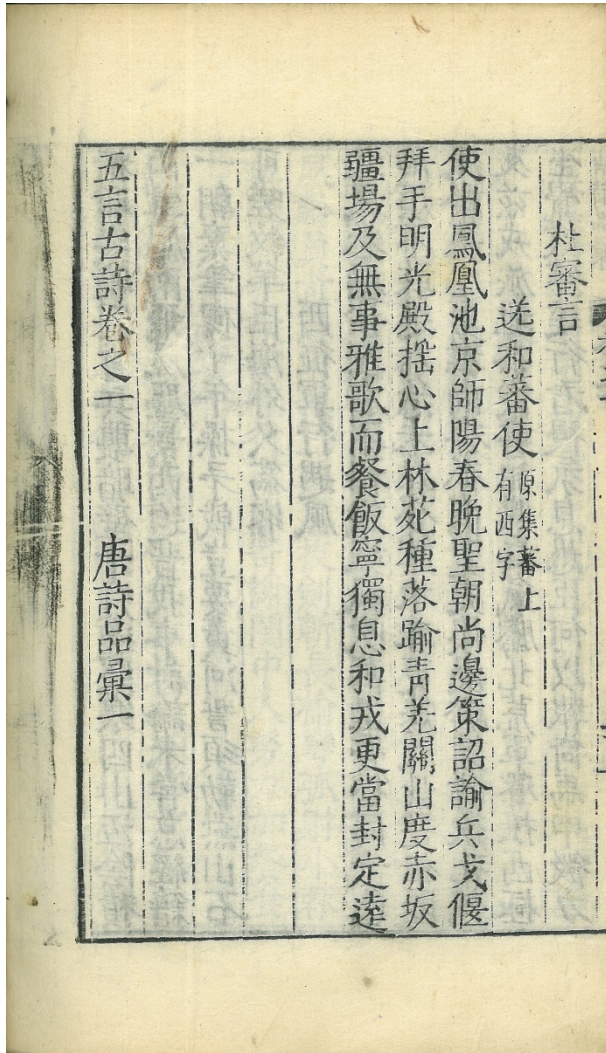 杜審言
送和蕃使
原集蕃上
有西字
使出鳳凰池京師陽春晚聖朝尚邊策詔諭兵戈偃
拜手明光殿揺心上林苑種落踰青羌關山度赤坂
疆場及無事雅歌而餐飯寧獨息和戎更當封定遠
五言古詩卷之一
唐詩品彙一